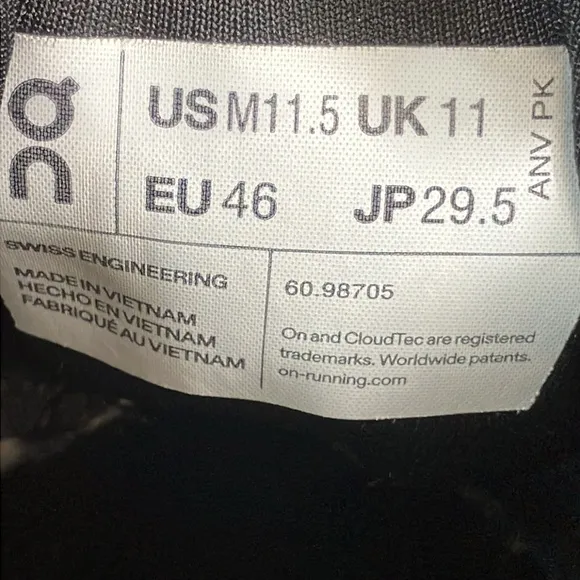 on
US M11.5 UK 11
EU 46 JP 29.5
ANV PK
SWISS ENGINEERING
MADE IN VIETNAM
HECHO EN VIETNAM
FABRIQUÉ AU VIETNAM
60.98705
On and CloudTec are registered
trademarks. Worldwide patents.
on-running.com